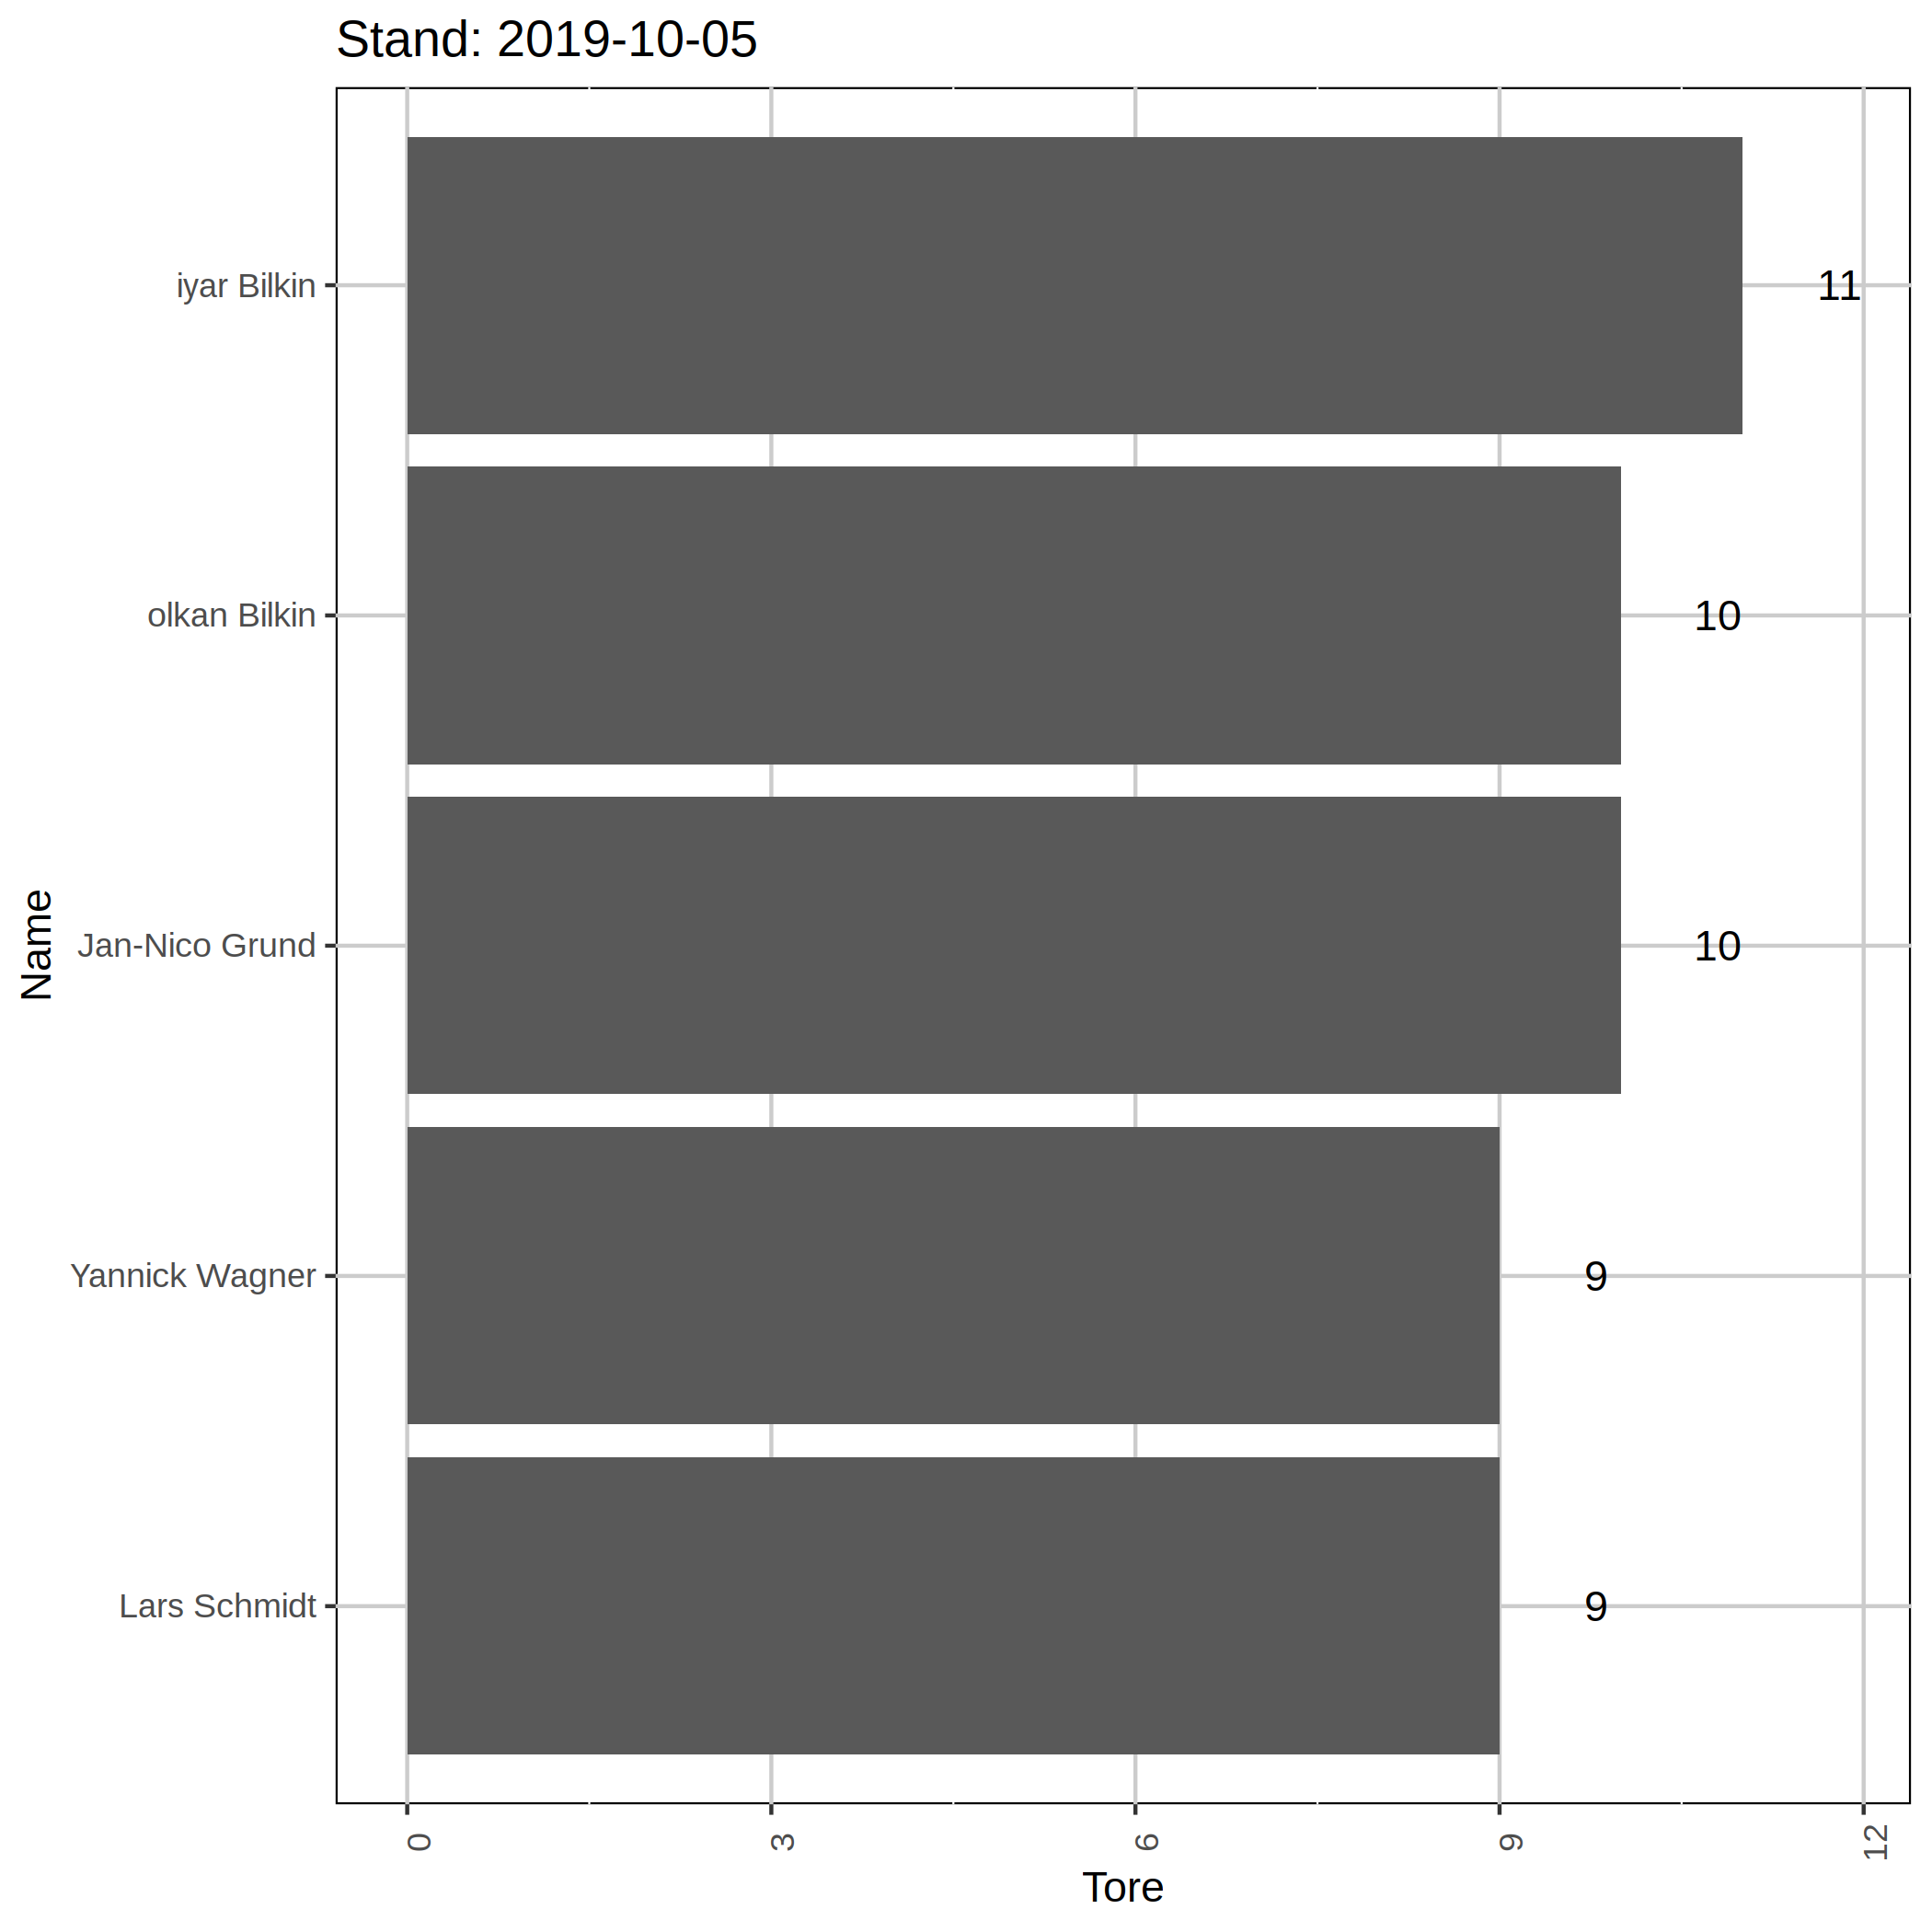 Stand: 2019-10-05
iyar Bilkin
11
olkan Bilkin
10
Jan-Nico Grund
10
Yannick Wagner
9
Lars Schmidt
9
Name
0 3 6 9 12
Tore